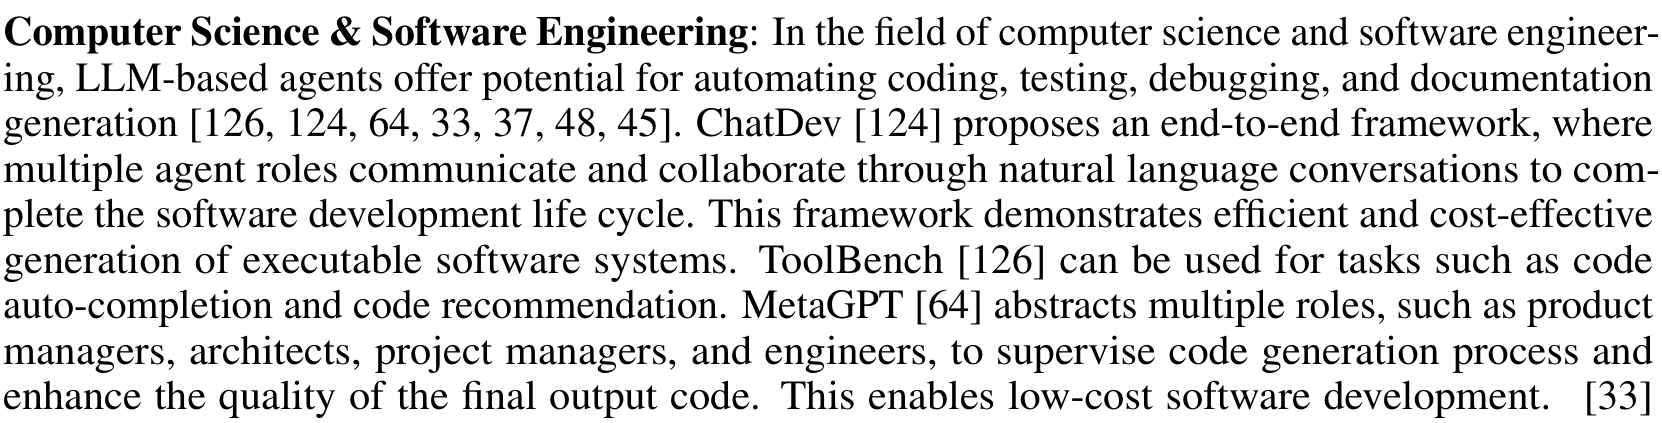 Computer Science & Software Engineering: In the field of computer science and software engineer-
ing, LLM-based agents offer potential for automating coding, testing, debugging, and documentation
generation [126, 124, 64, 33, 37, 48, 45]. ChatDev [124] proposes an end-to-end framework, where
multiple agent roles communicate and collaborate through natural language conversations to com-
plete the software development life cycle. This framework demonstrates efficient and cost-effective
generation of executable software systems. ToolBench [126] can be used for tasks such as code
auto-completion and code recommendation. MetaGPT [64] abstracts multiple roles, such as product
managers, architects, project managers, and engineers, to supervise code generation process and
enhance the quality of the final output code. This enables low-cost software development. [33]